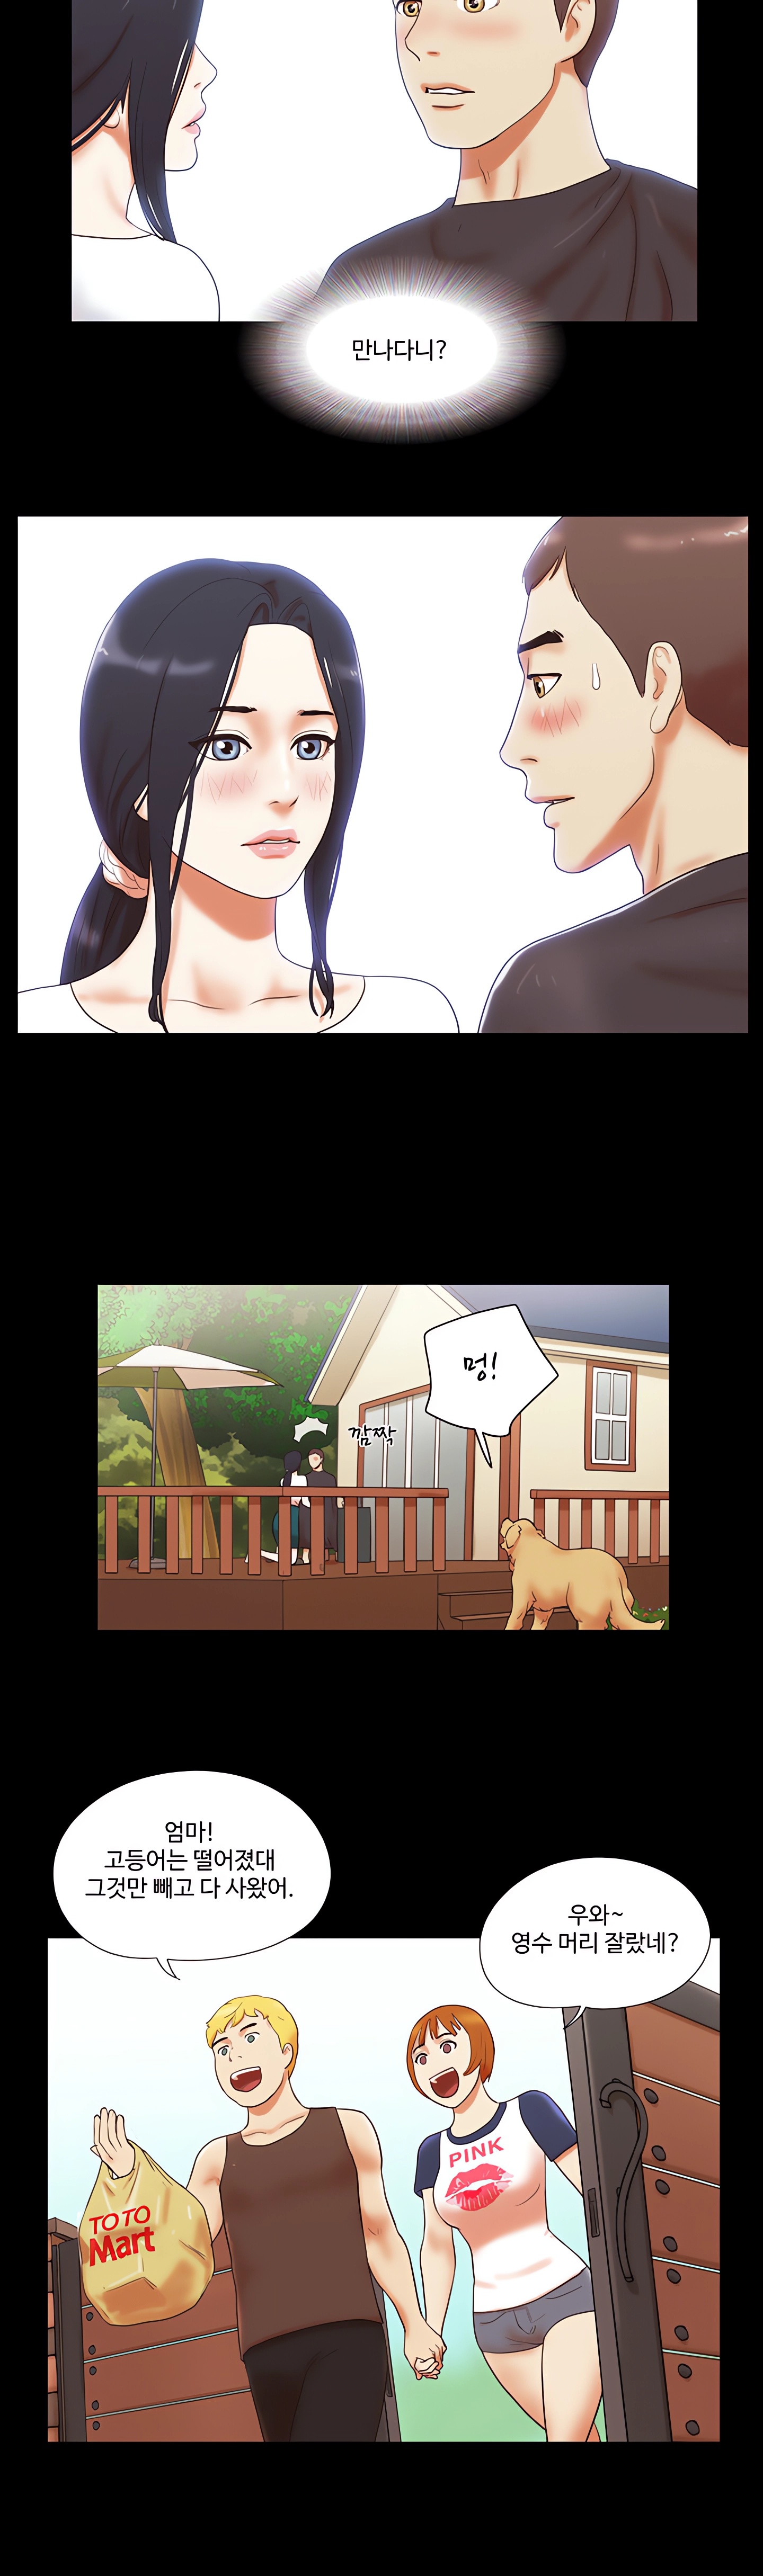 만나다니?
멍!
깜짝
엄마!
고등어는 떨어졌대
그것만 빼고 다 사왔어.
우와~
영수 머리 잘랐네?
PINK
TOTO
Mart